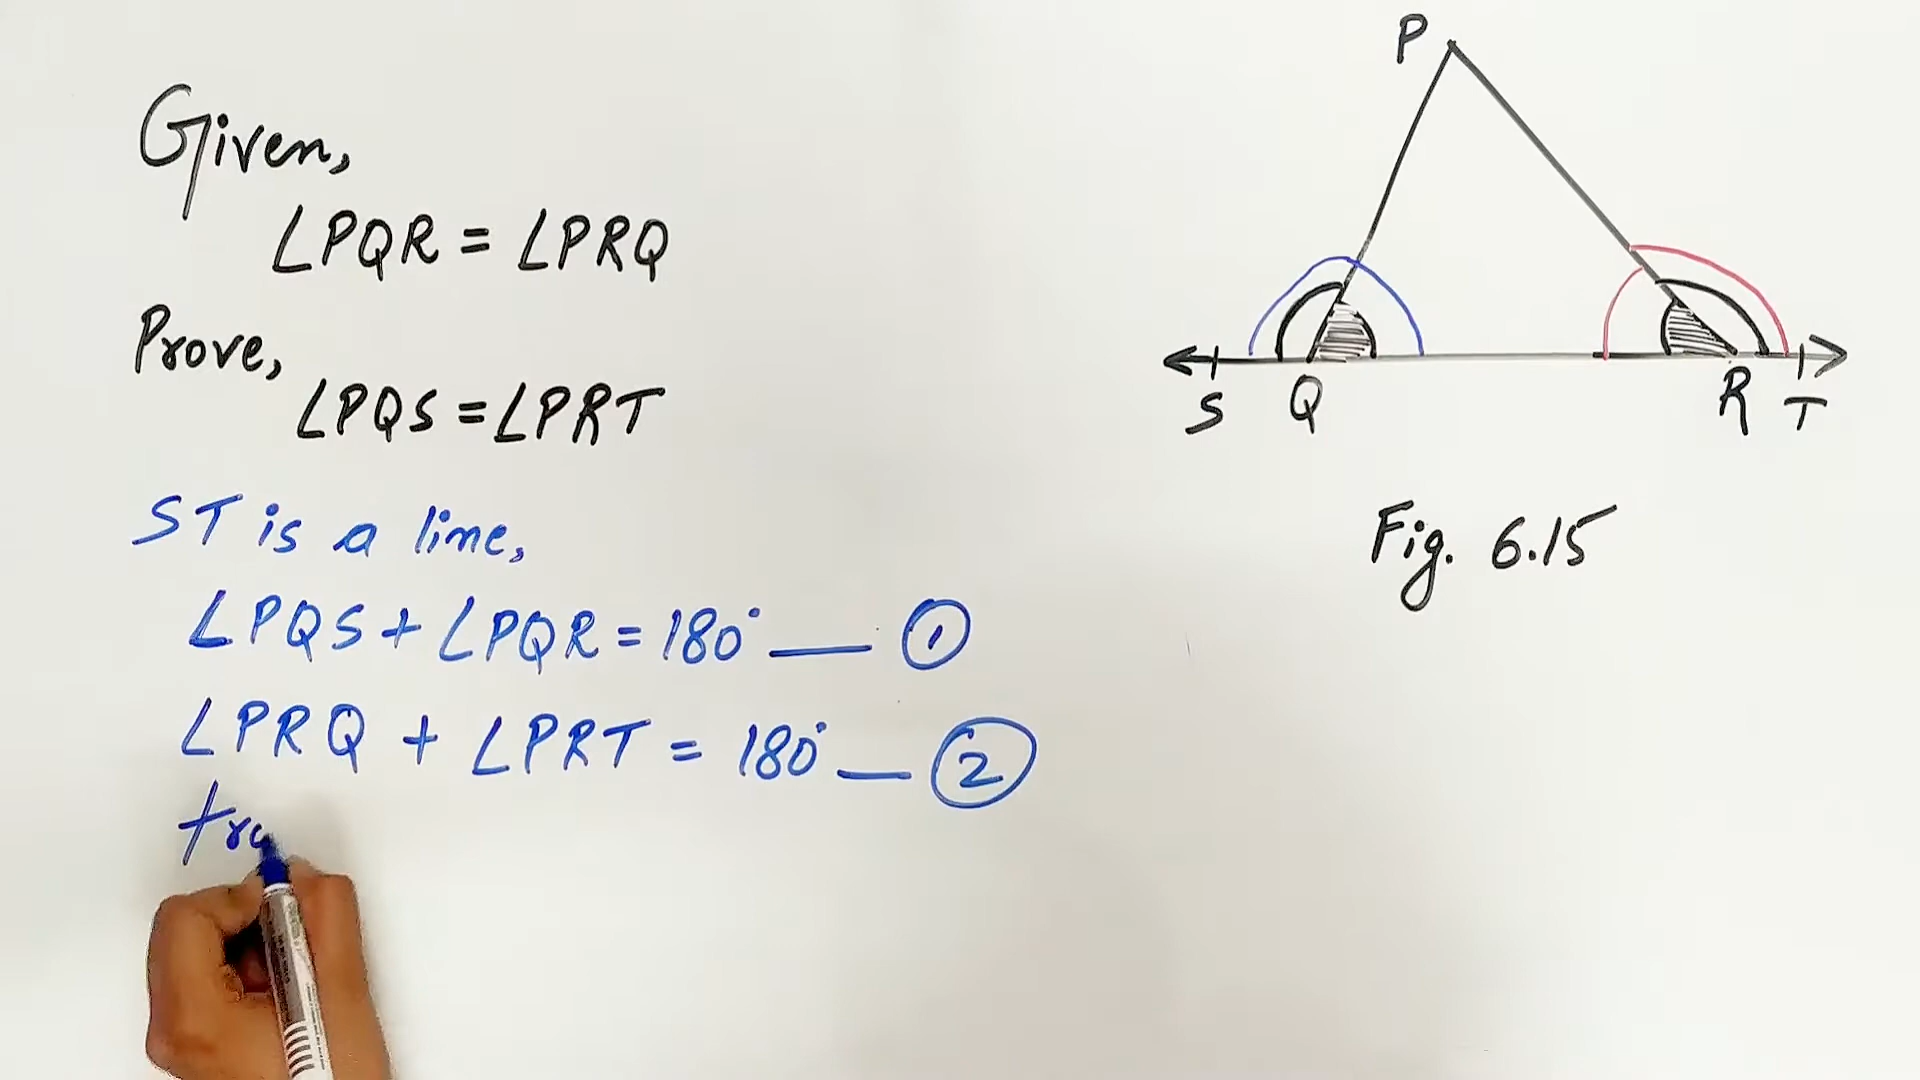 Given,
∠PQR = ∠PRQ
Prove,
∠PQS = ∠PRT
ST is a line,
∠PQS + ∠PQR = 180° — ①
∠PRQ + ∠PRT = 180° — ②
P
S Q R T
Fig. 6.15